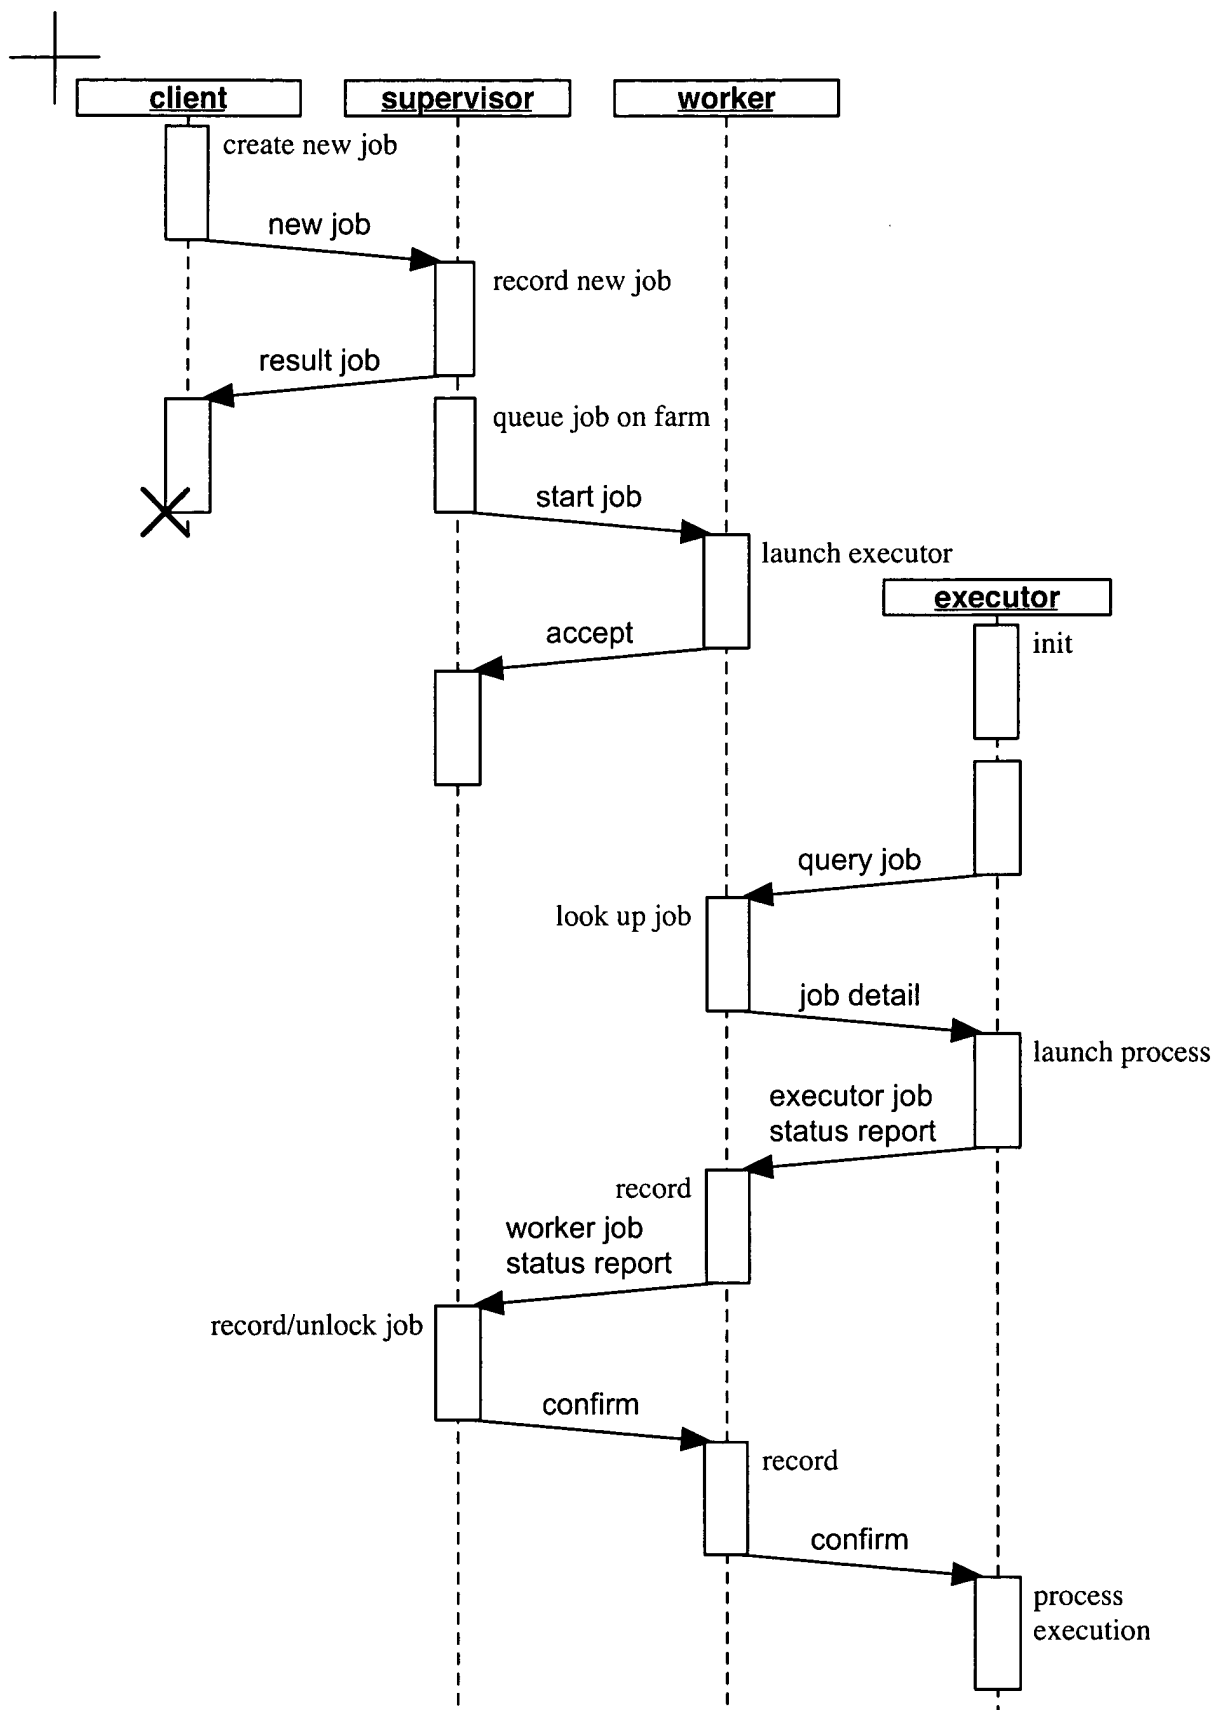 client
supervisor
worker
create new job
new job
record new job
result job
queue job on farm
start job
launch executor
executor
accept
init
query job
look up job
job detail
launch process
executor job
status report
record
worker job
status report
record/unlock job
confirm
record
confirm
process
execution